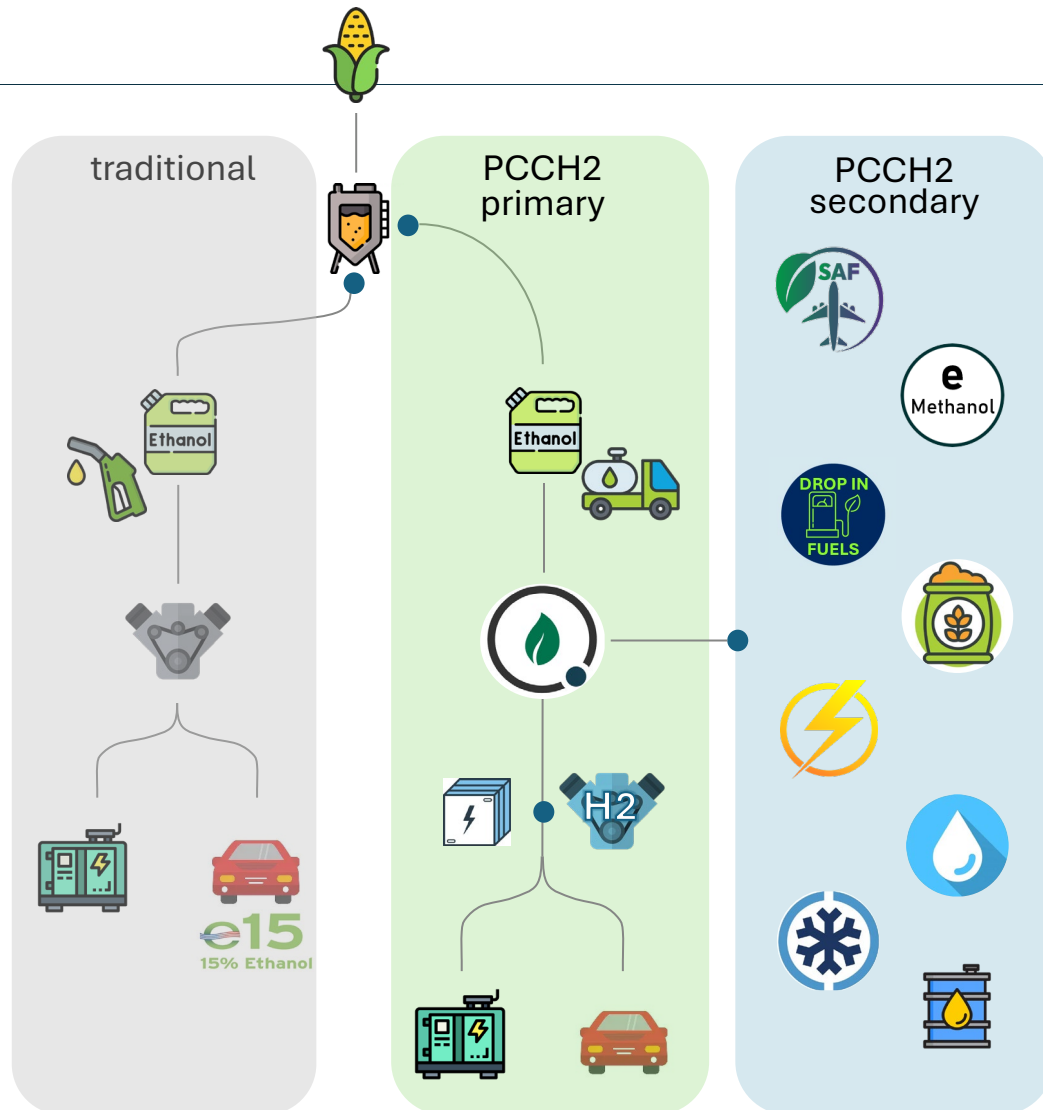 traditional
PCCH2
primary
PCCH2
secondary
SAF
e
Methanol
Ethanol
Ethanol
DROP IN
FUELS
H2
e15
15% Ethanol